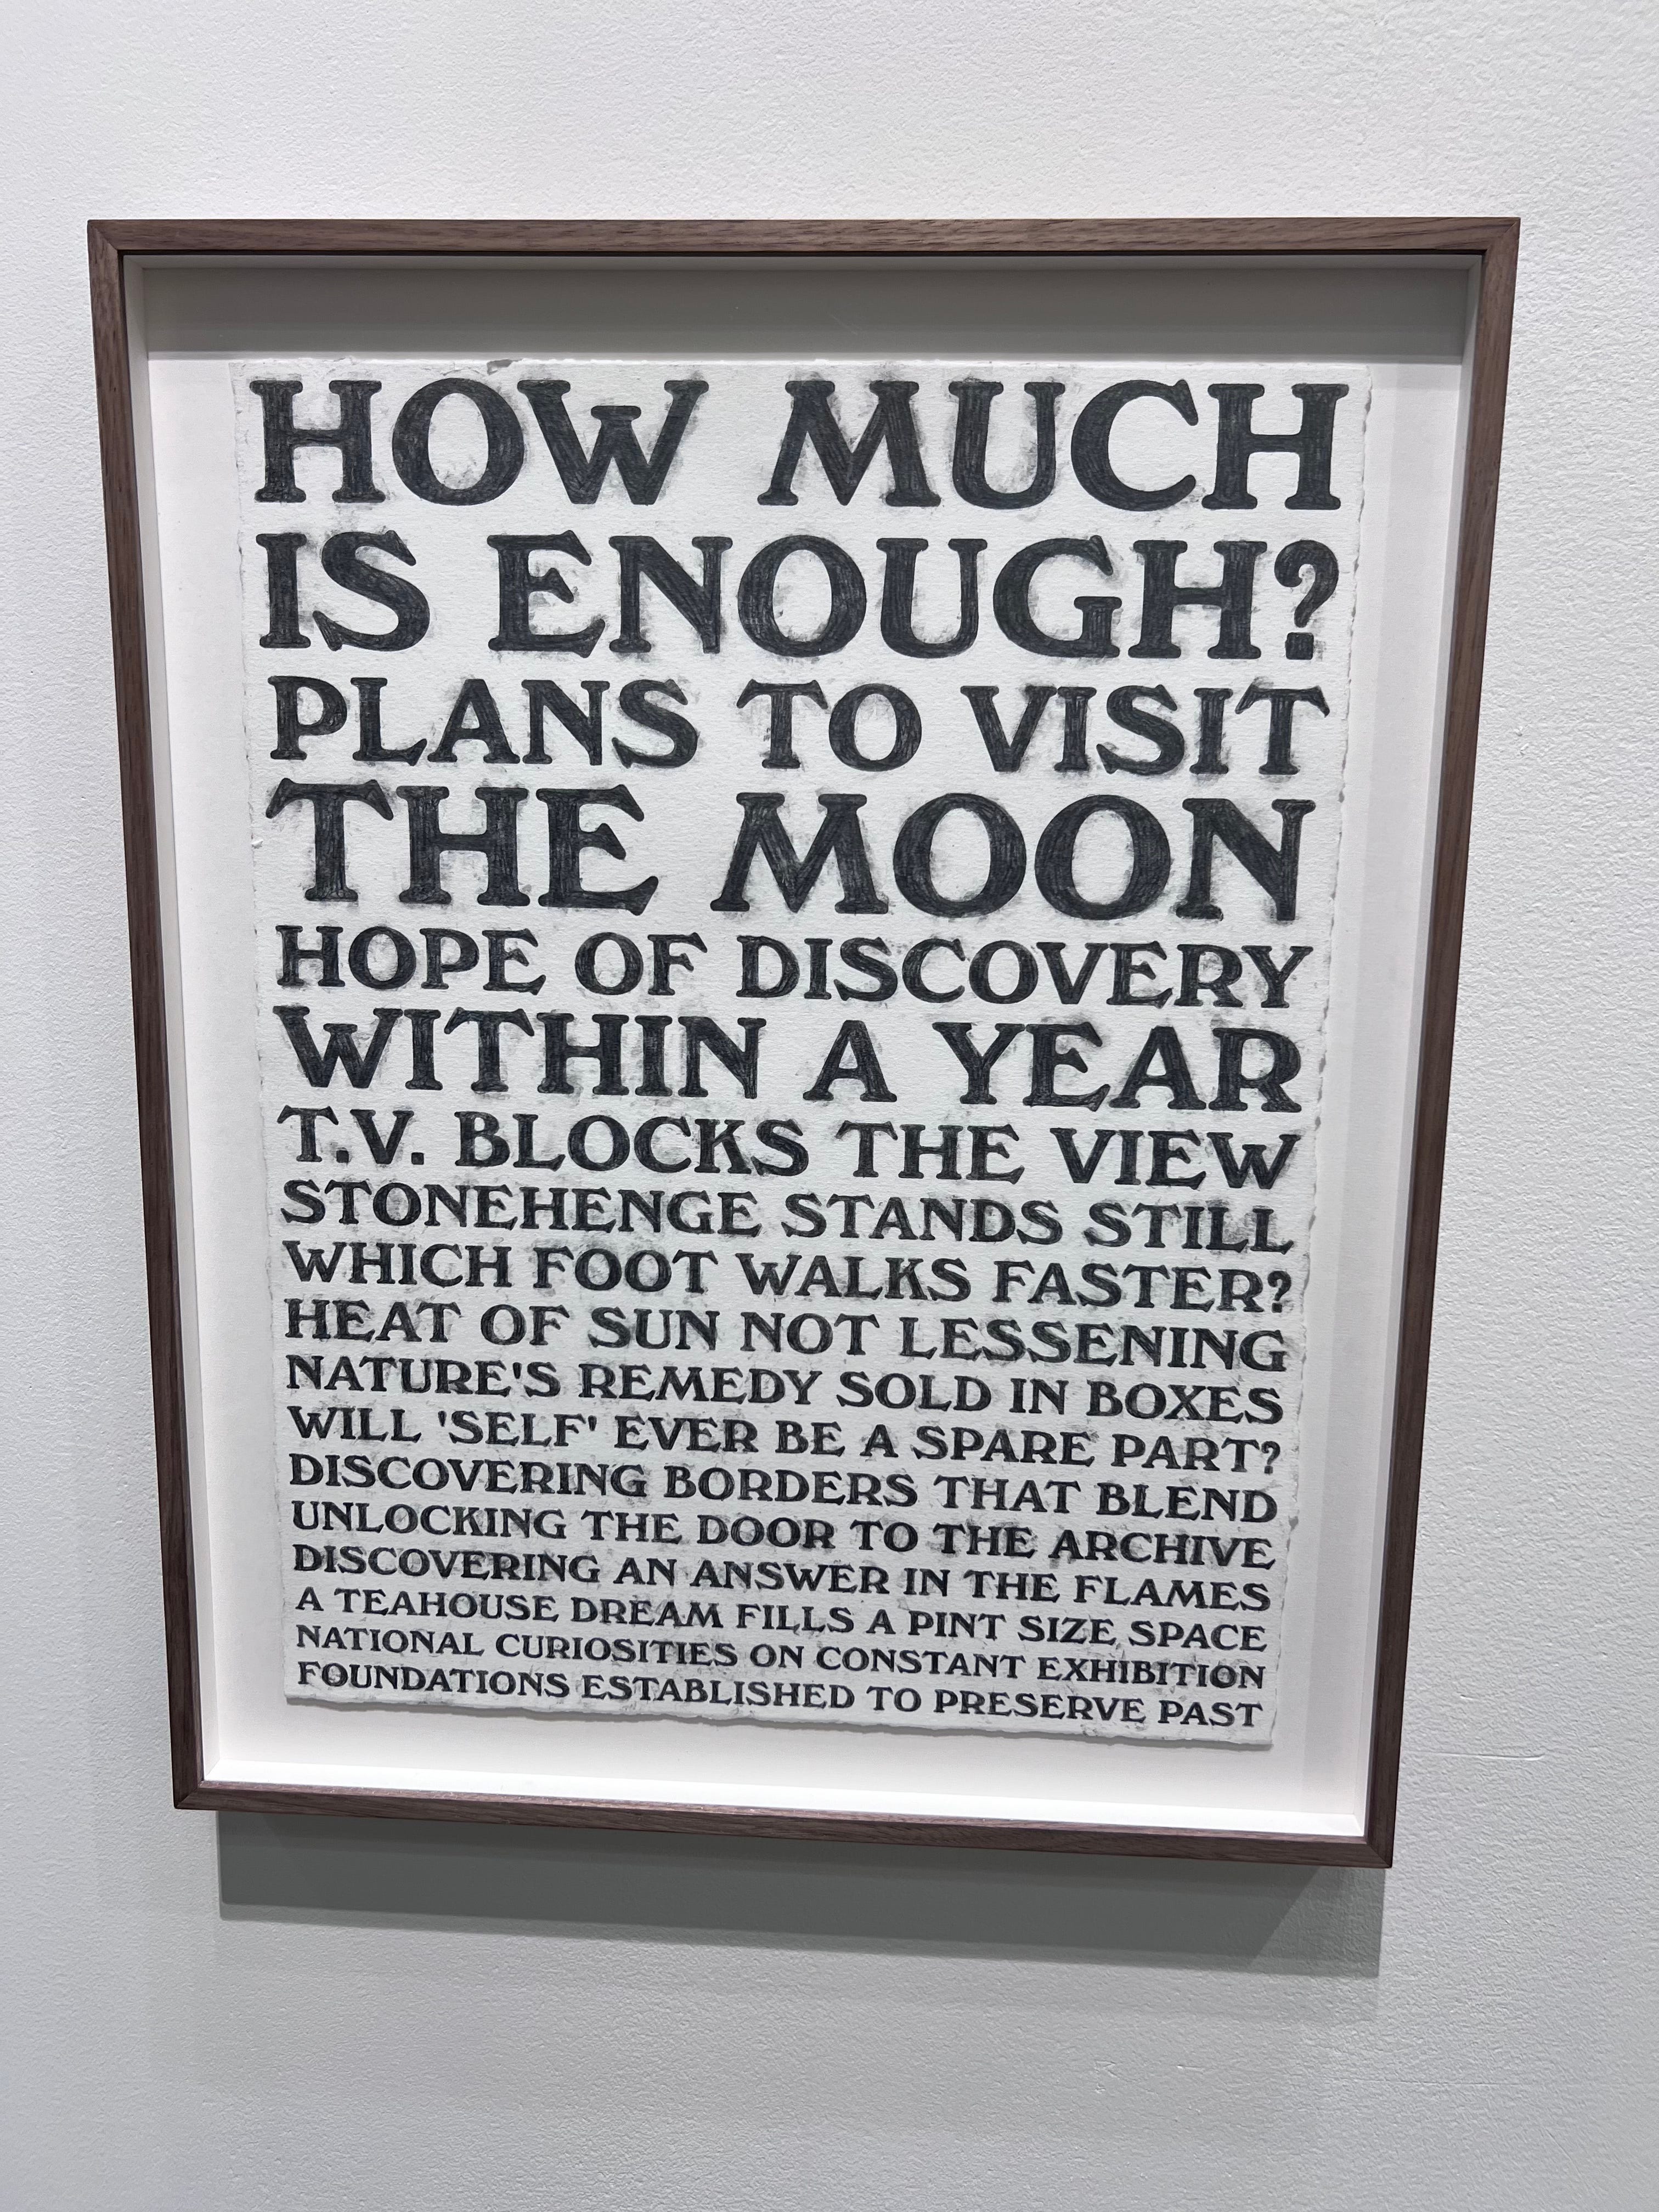 HOW MUCH
IS ENOUGH?
PLANS TO VISIT
THE MOON
HOPE OF DISCOVERY
WITHIN A YEAR
T.V. BLOCKS THE VIEW
STONEHENGE STANDS STILL
WHICH FOOT WALKS FASTER?
HEAT OF SUN NOT LESSENING
NATURE'S REMEDY SOLD IN BOXES
WILL 'SELF' EVER BE A SPARE PART?
DISCOVERING BORDERS THAT BLEND
UNLOCKING THE DOOR TO THE ARCHIVE
DISCOVERING AN ANSWER IN THE FLAMES
A TEAHOUSE DREAM FILLS A PINT SIZE SPACE
NATIONAL CURIOSITIES ON CONSTANT EXHIBITION
FOUNDATIONS ESTABLISHED TO PRESERVE PAST